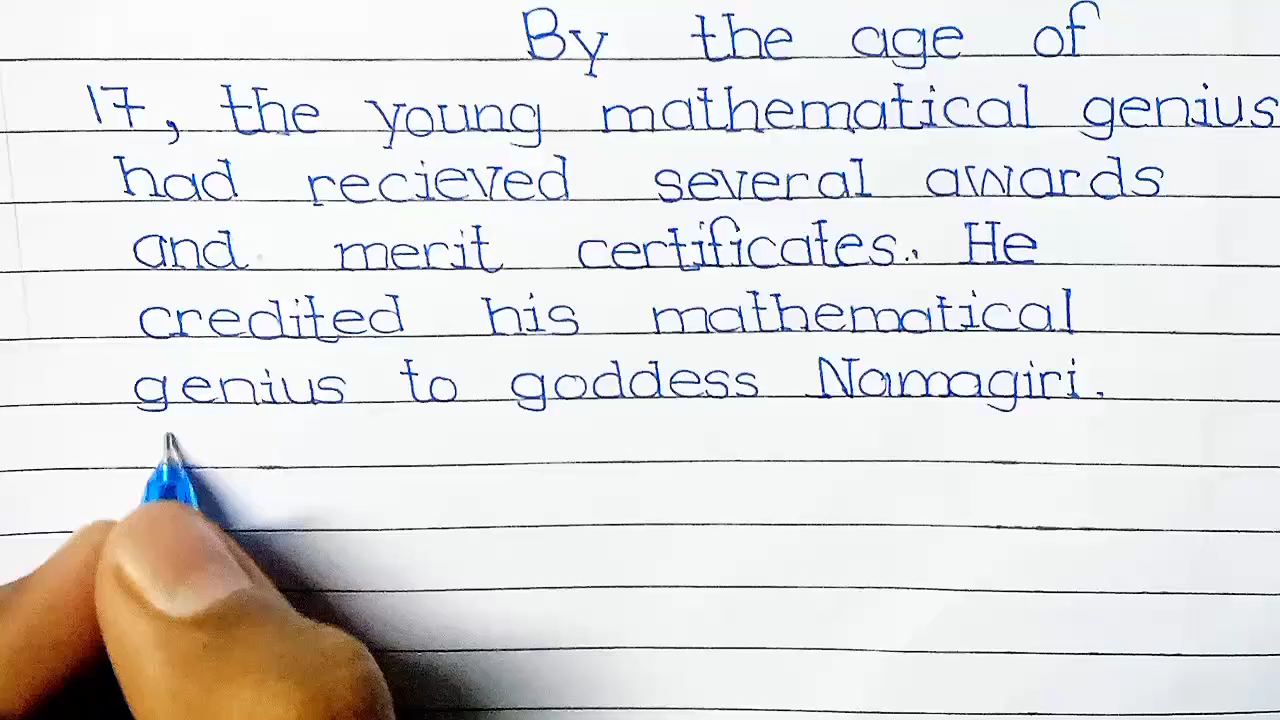 By the age of
17, the young mathematical genius
had recieved several awards
and merit certificates. He
credited his mathematical
genius to goddess Namagiri.